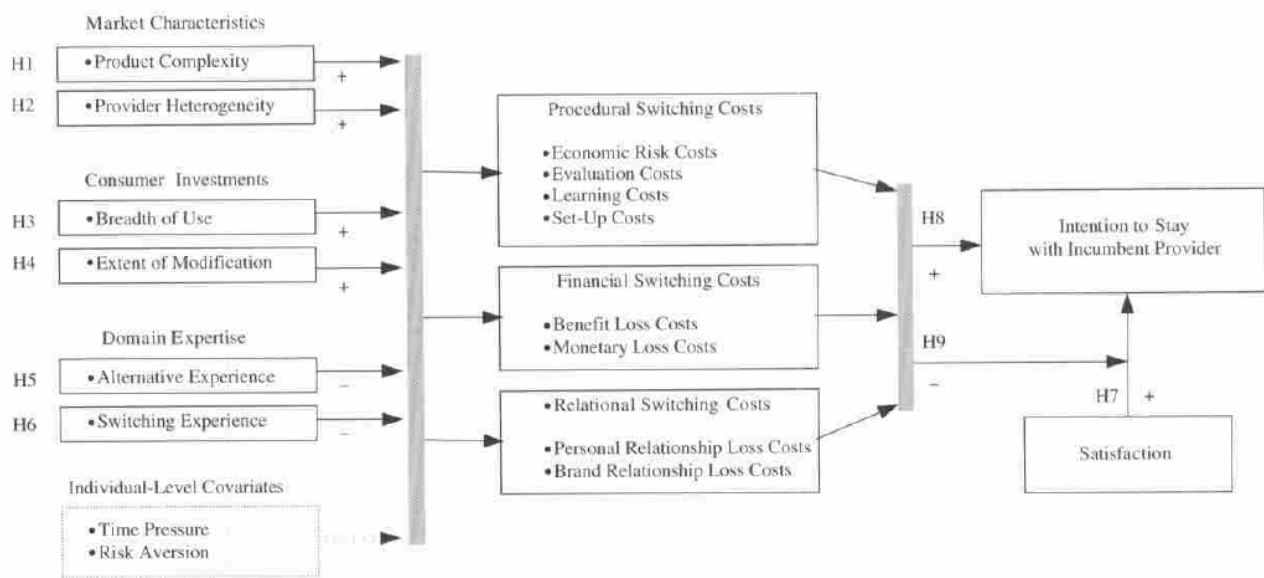 Market Characteristics
H1
•Product Complexity
+
H2
•Provider Heterogeneity
+
Consumer Investments
H3
•Breadth of Use
+
H4
•Extent of Modification
+
Domain Expertise
H5
•Alternative Experience
–
H6
•Switching Experience
–
Individual-Level Covariates
•Time Pressure
•Risk Aversion
Procedural Switching Costs
•Economic Risk Costs
•Evaluation Costs
•Learning Costs
•Set-Up Costs
Financial Switching Costs
•Benefit Loss Costs
•Monetary Loss Costs
•Relational Switching Costs
•Personal Relationship Loss Costs
•Brand Relationship Loss Costs
H8
+
H9
–
Intention to Stay
with Incumbent Provider
H7
+
Satisfaction